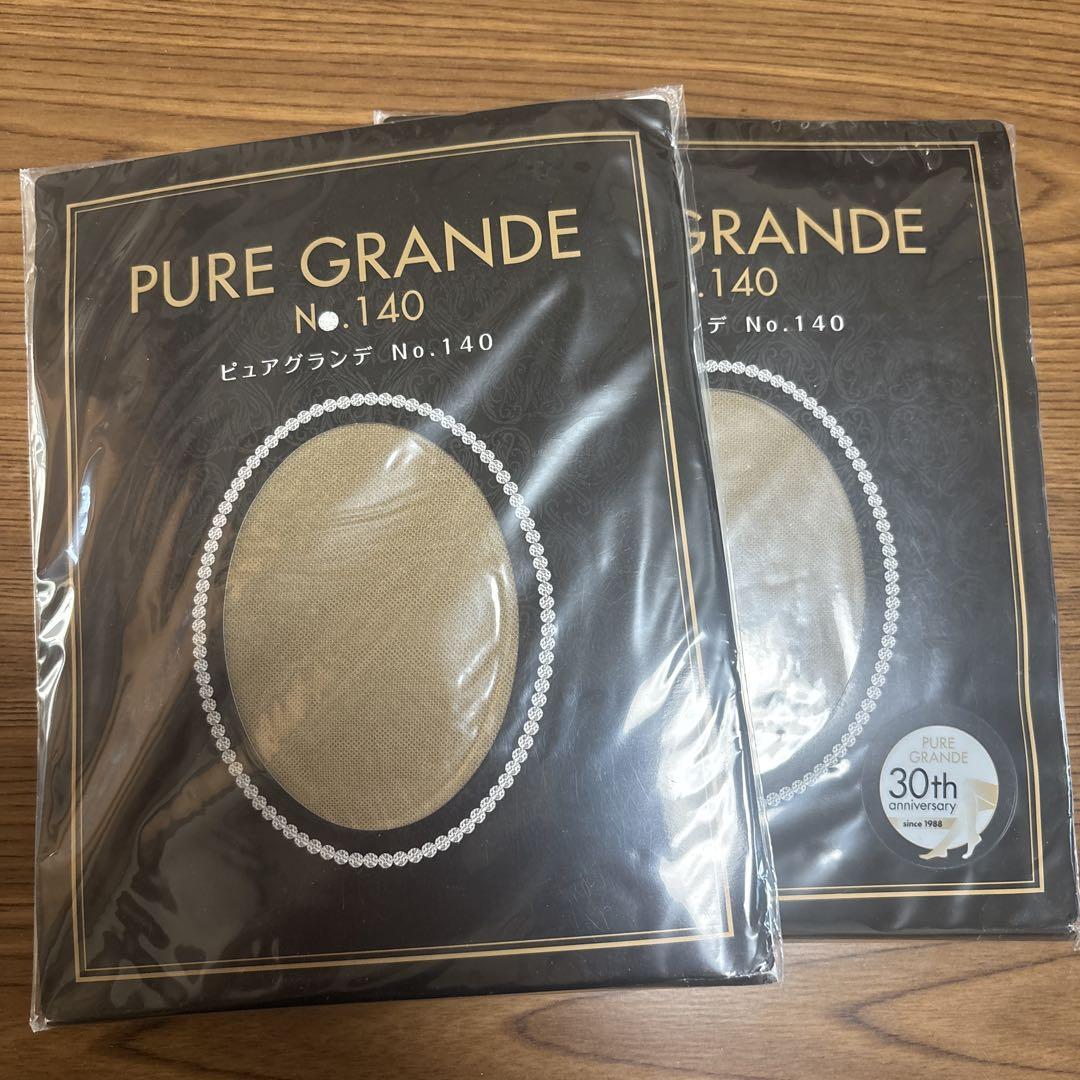 PURE GRANDE
No.140
ピュアグランデ No.140
GRANDE
.140
デ No.140
PURE
GRANDE
30th
anniversary
since 1988